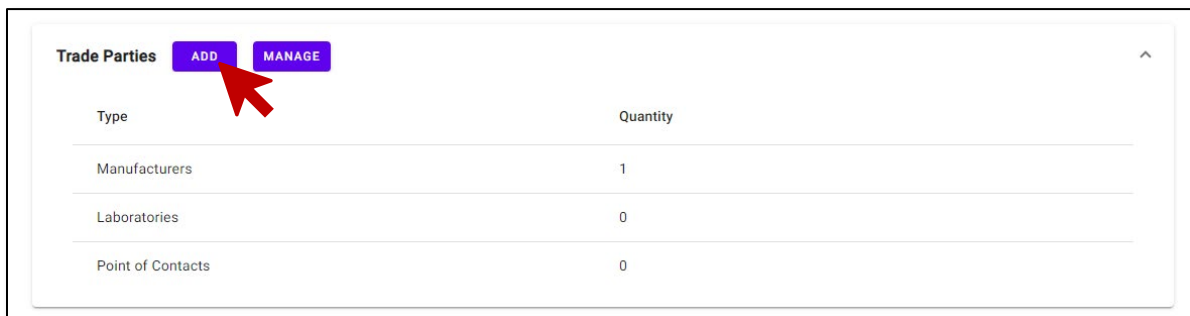 Trade Parties ADD MANAGE
Type Quantity
Manufacturers 1
Laboratories 0
Point of Contacts 0